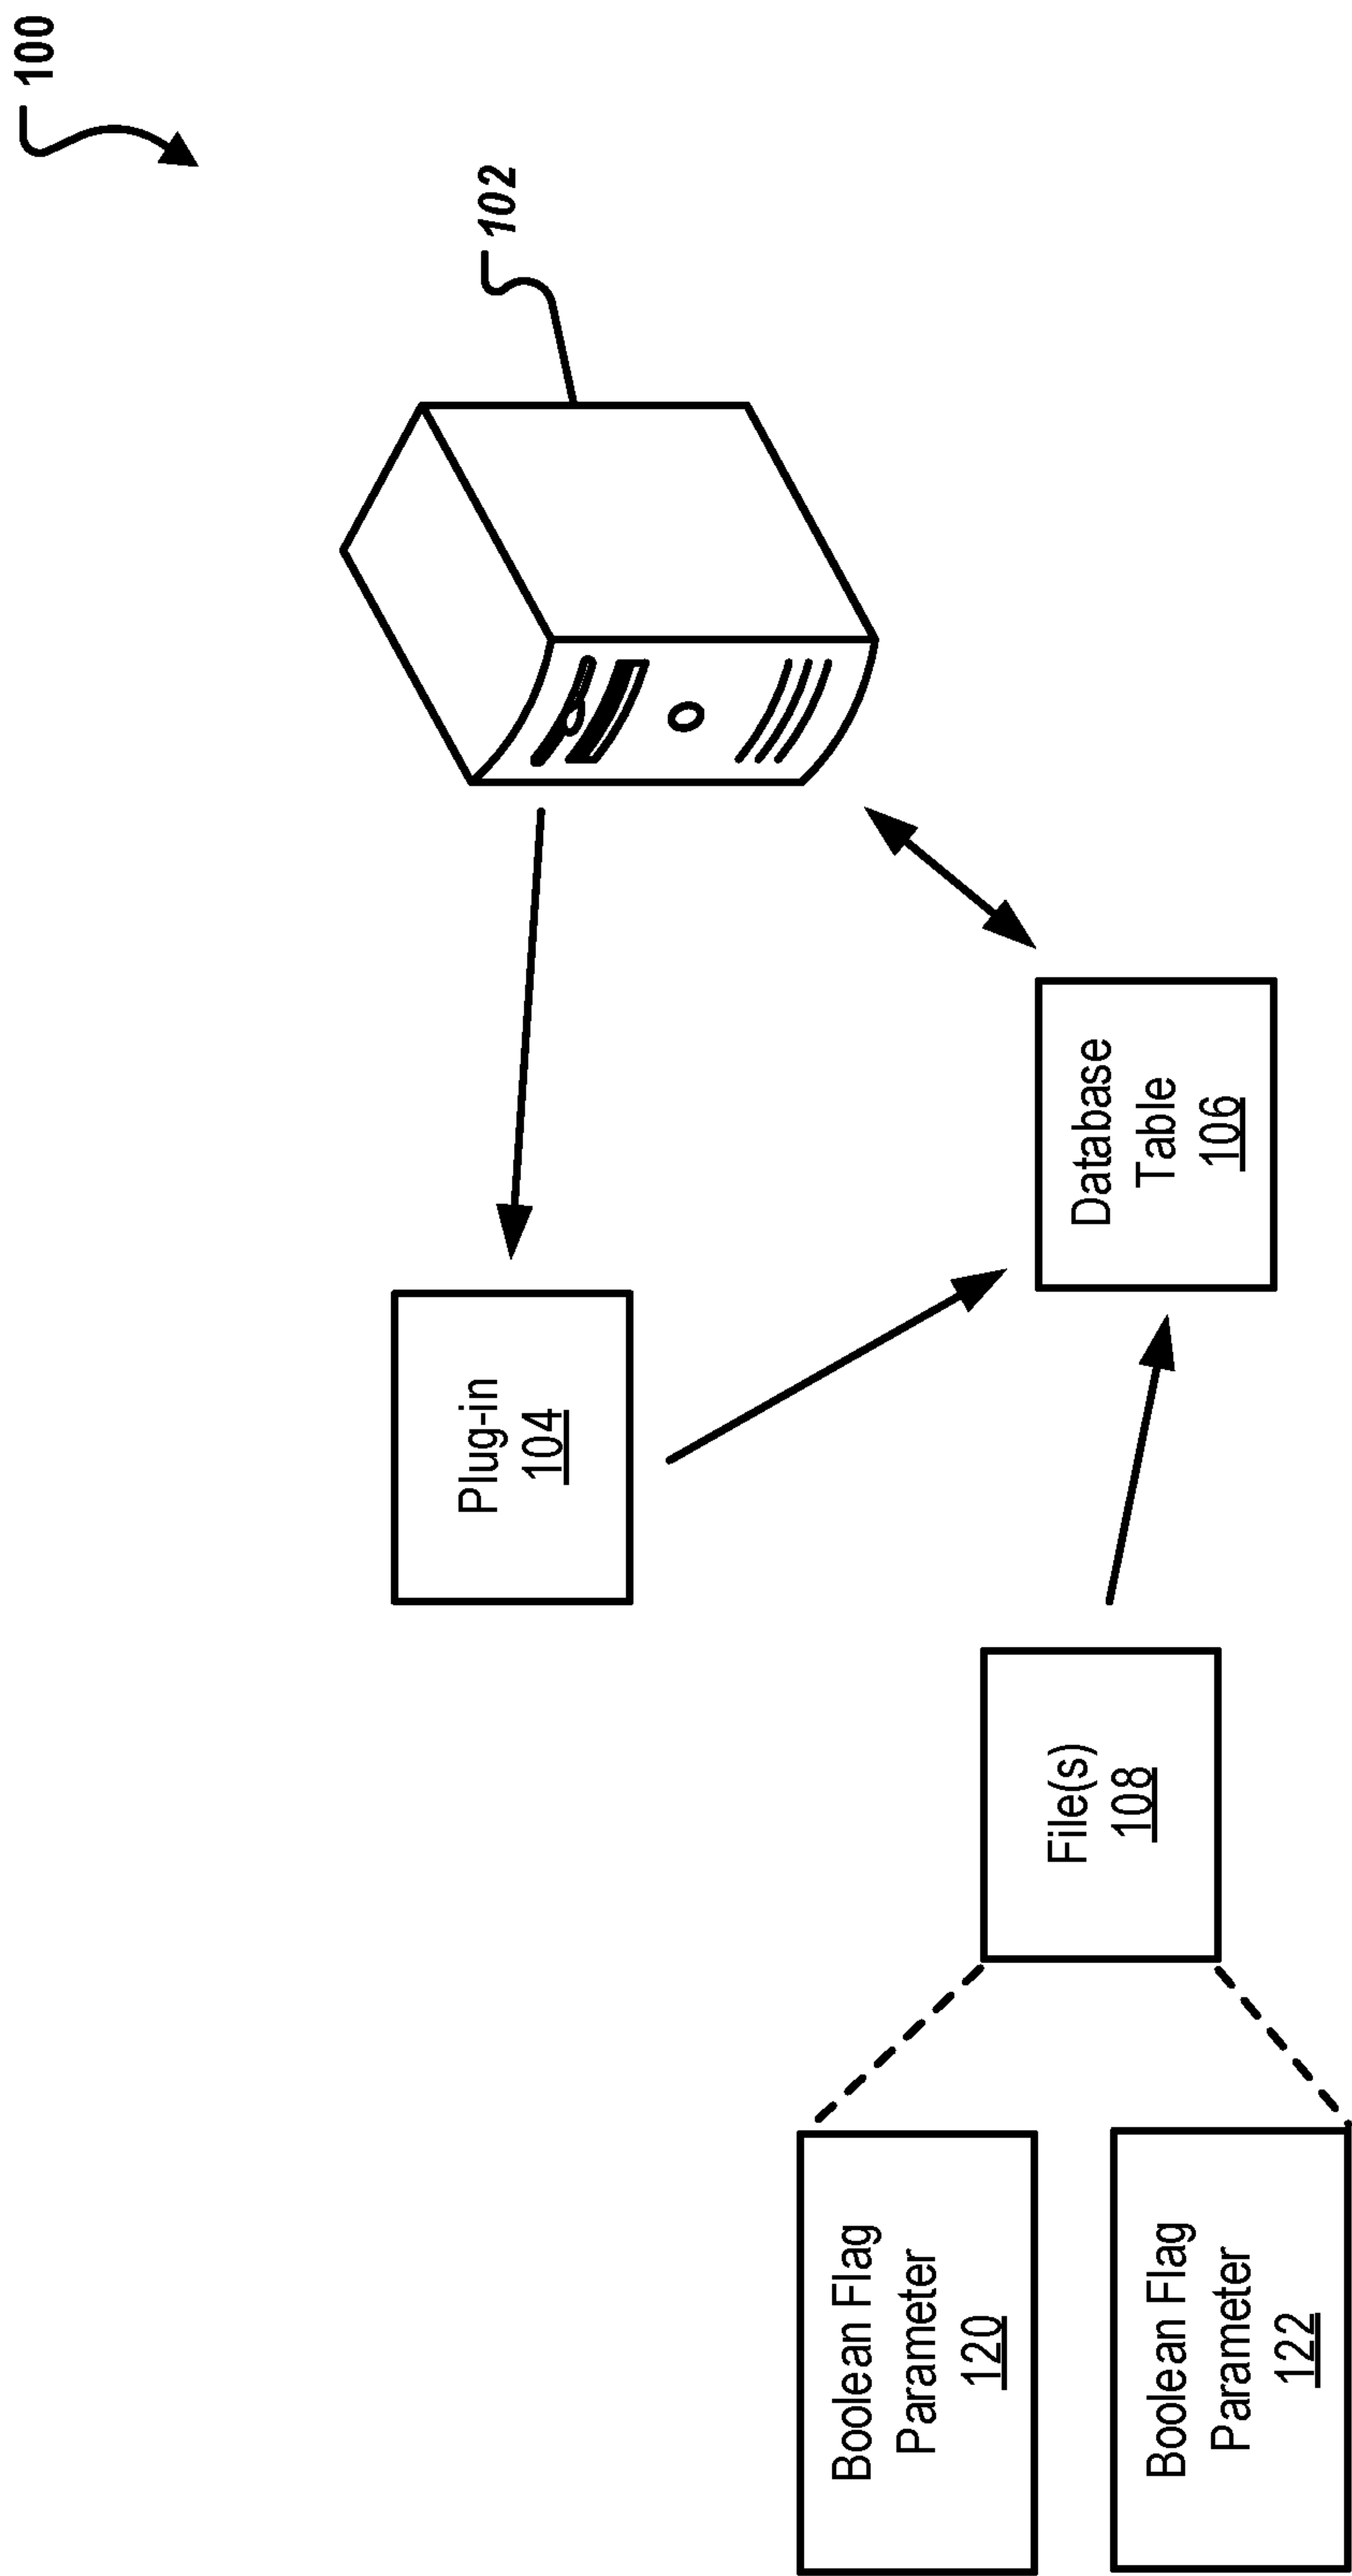 100
102
Plug-in
104
Database
Table
106
File(s)
108
Boolean Flag
Parameter
120
Boolean Flag
Parameter
122